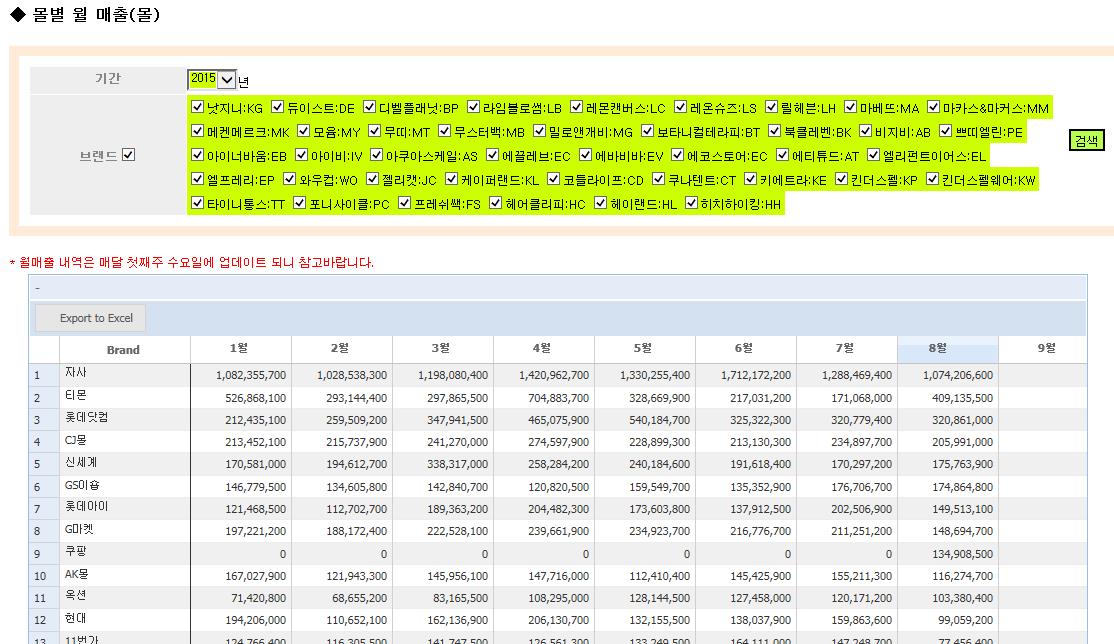 ◆ 몰별 월 매출(몰)
기간 2015 년
브랜드
낫지니:KG 듀이스트:DE 디벨플래넛:BP 라임블로썸:LB 레몬캔버스:LC 레온슈즈:LS 릴헤븐:LH 마베뜨:MA 마카스&마커스:MM
메켄메르크:MK 모윰:MY 무띠:MT 무스터백:MB 밀로앤개비:MG 보타니컬테라피:BT 북클레벤:BK 비지비:AB 쁘띠엘린:PE
아이너바움:EB 아이비:IV 아쿠아스케일:AS 에끌레브:EC 에바비바:EV 에코스토어:EC 에티튜드:AT 엘리펀트이어스:EL
엘프레리:EP 와우컵:WO 젤리캣:JC 케이퍼랜드:KL 코들라이프:CD 쿠나텐트:CT 키에트라:KE 킨더스펠:KP 킨더스펠웨어:KW
타이니통스:TT 포니사이클:PC 프레쉬쌕:FS 헤어클리피:HC 헤이랜드:HL 히치하이킹:HH
검색
* 월매출 내역은 매달 첫째주 수요일에 업데이트 되니 참고바랍니다.
-
Export to Excel
Brand 1월 2월 3월 4월 5월 6월 7월 8월 9월
1 자사 1,082,355,700 1,028,538,300 1,198,080,400 1,420,962,700 1,330,255,400 1,712,172,200 1,288,469,400 1,074,206,600
2 티몬 526,868,100 293,144,400 297,865,500 704,883,700 328,669,900 217,031,200 171,068,000 409,135,500
3 롯데닷컴 212,435,100 259,509,200 347,941,500 465,075,900 540,184,700 325,322,300 320,779,400 320,861,000
4 CJ몰 213,452,100 215,737,900 241,270,000 274,597,900 228,899,300 213,130,300 234,897,700 205,991,000
5 신세계 170,581,000 194,612,700 338,317,000 258,284,200 240,184,600 191,618,400 170,297,200 175,763,900
6 GS이숍 146,779,500 134,605,800 142,840,700 120,820,500 159,549,700 135,352,900 176,706,700 174,864,800
7 롯데아이 121,468,500 112,702,700 189,363,200 204,482,300 173,603,800 137,912,500 202,506,900 149,513,100
8 G마켓 197,221,200 188,172,400 222,528,100 239,661,900 234,923,700 216,776,700 211,251,200 148,694,700
9 쿠팡 0 0 0 0 0 0 0 134,908,500
10 AK몽 167,027,900 121,943,300 145,956,100 147,716,000 112,410,400 145,425,900 155,211,300 116,274,700
11 옥션 71,420,800 68,655,200 83,165,500 108,295,000 128,144,500 127,458,000 120,171,200 103,380,400
12 현대 194,206,000 110,652,100 162,136,900 206,130,700 132,155,500 138,037,900 159,863,600 99,059,200
13 11번가 124,766,400 116,305,500 141,747,500 126,561,300 133,249,500 164,111,000 147,248,700 77,456,400